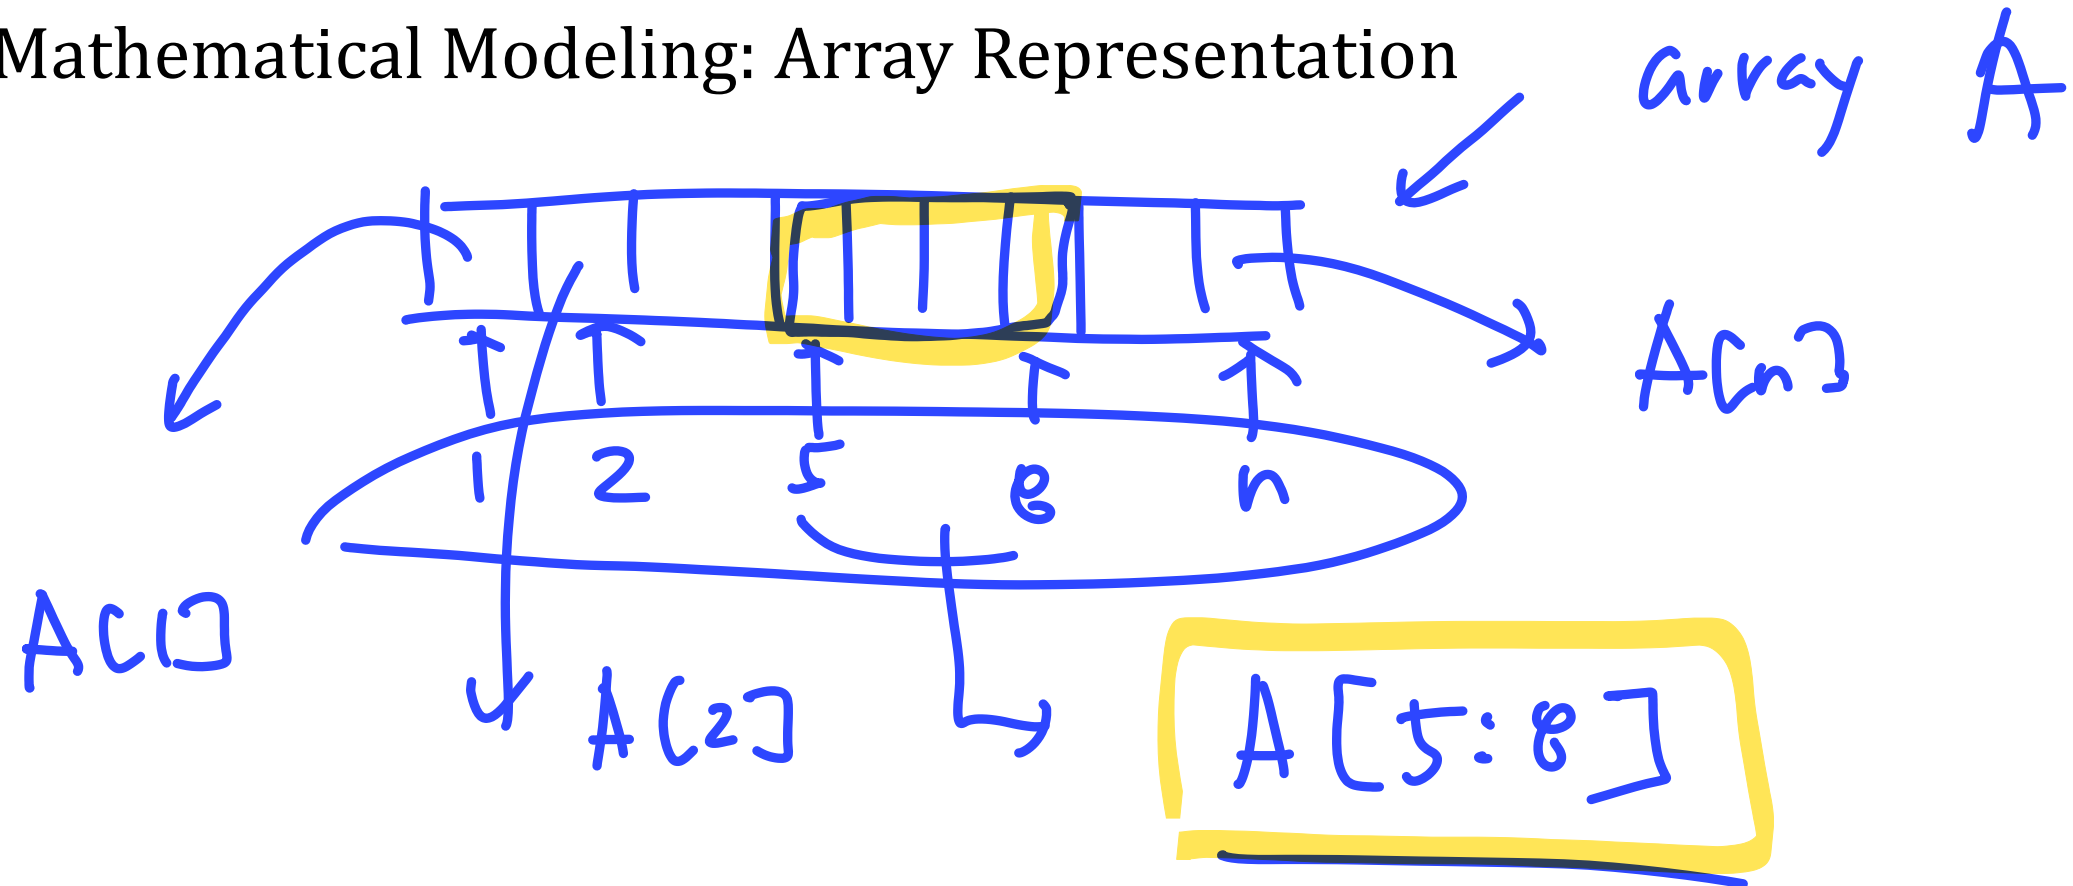 Mathematical Modeling: Array Representation
array A
A[n]
1 2 5 8 n
A[1]
A[2]
A[5:8]